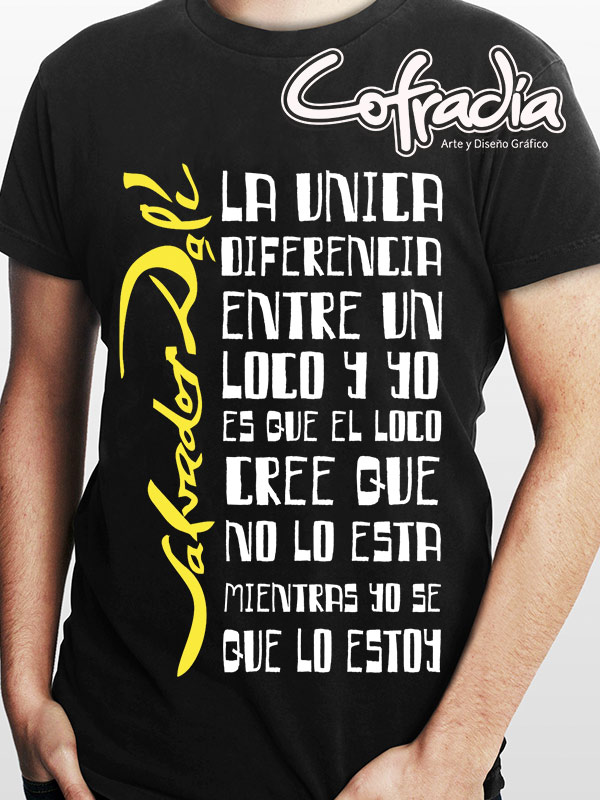 Cofradía
Arte y Diseño Gráfico
Salvador Dalí
LA UNICA
DIFERENCIA
ENTRE UN
LOCO Y YO
ES QUE EL LOCO
CREE QUE
NO LO ESTA
MIENTRAS YO SE
QUE LO ESTOY